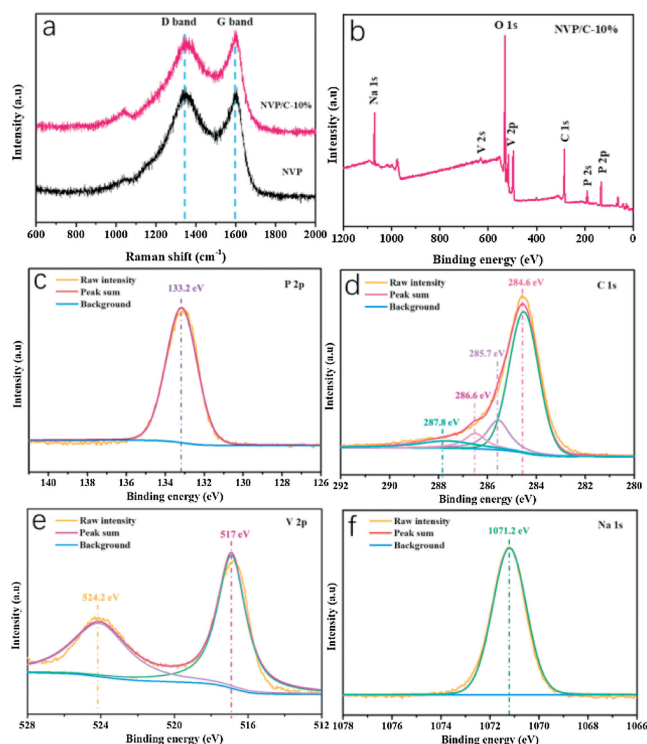 a
D band
G band
NVP/C-10%
NVP
Intensity (a.u)
600 800 1000 1200 1400 1600 1800 2000
Raman shift (cm⁻¹)
b
NVP/C-10%
O 1s
Na 1s
V 2s
V 2p
C 1s
P 2s
P 2p
Intensity (a.u)
1200 1000 800 600 400 200 0
Binding energy (eV)
c
P 2p
Raw intensity
Peak sum
Background
133.2 eV
Intensity (a.u)
140 138 136 134 132 130 128 126
Binding energy (eV)
d
C 1s
Raw intensity
Peak sum
Background
284.6 eV
285.7 eV
286.6 eV
287.8 eV
Intensity (a.u)
292 290 288 286 284 282 280
Binding energy (eV)
e
V 2p
Raw intensity
Peak sum
Background
517 eV
524.2 eV
Intensity (a.u)
528 524 520 516 512
Binding energy (eV)
f
Na 1s
Raw intensity
Peak sum
Background
1071.2 eV
Intensity (a.u)
1078 1076 1074 1072 1070 1068 1066
Binding energy (eV)